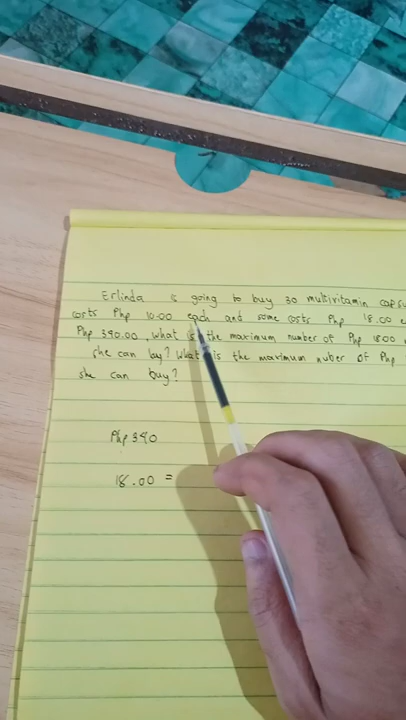 Erlinda is going to buy 30 multivitamin
costs Php 10.00 each and some costs Php 18.00
Php 390.00, what is the maximum number of Php 18.00
she can buy? What is the maximum nuber of Php
she can buy?
Php 390
18.00 =